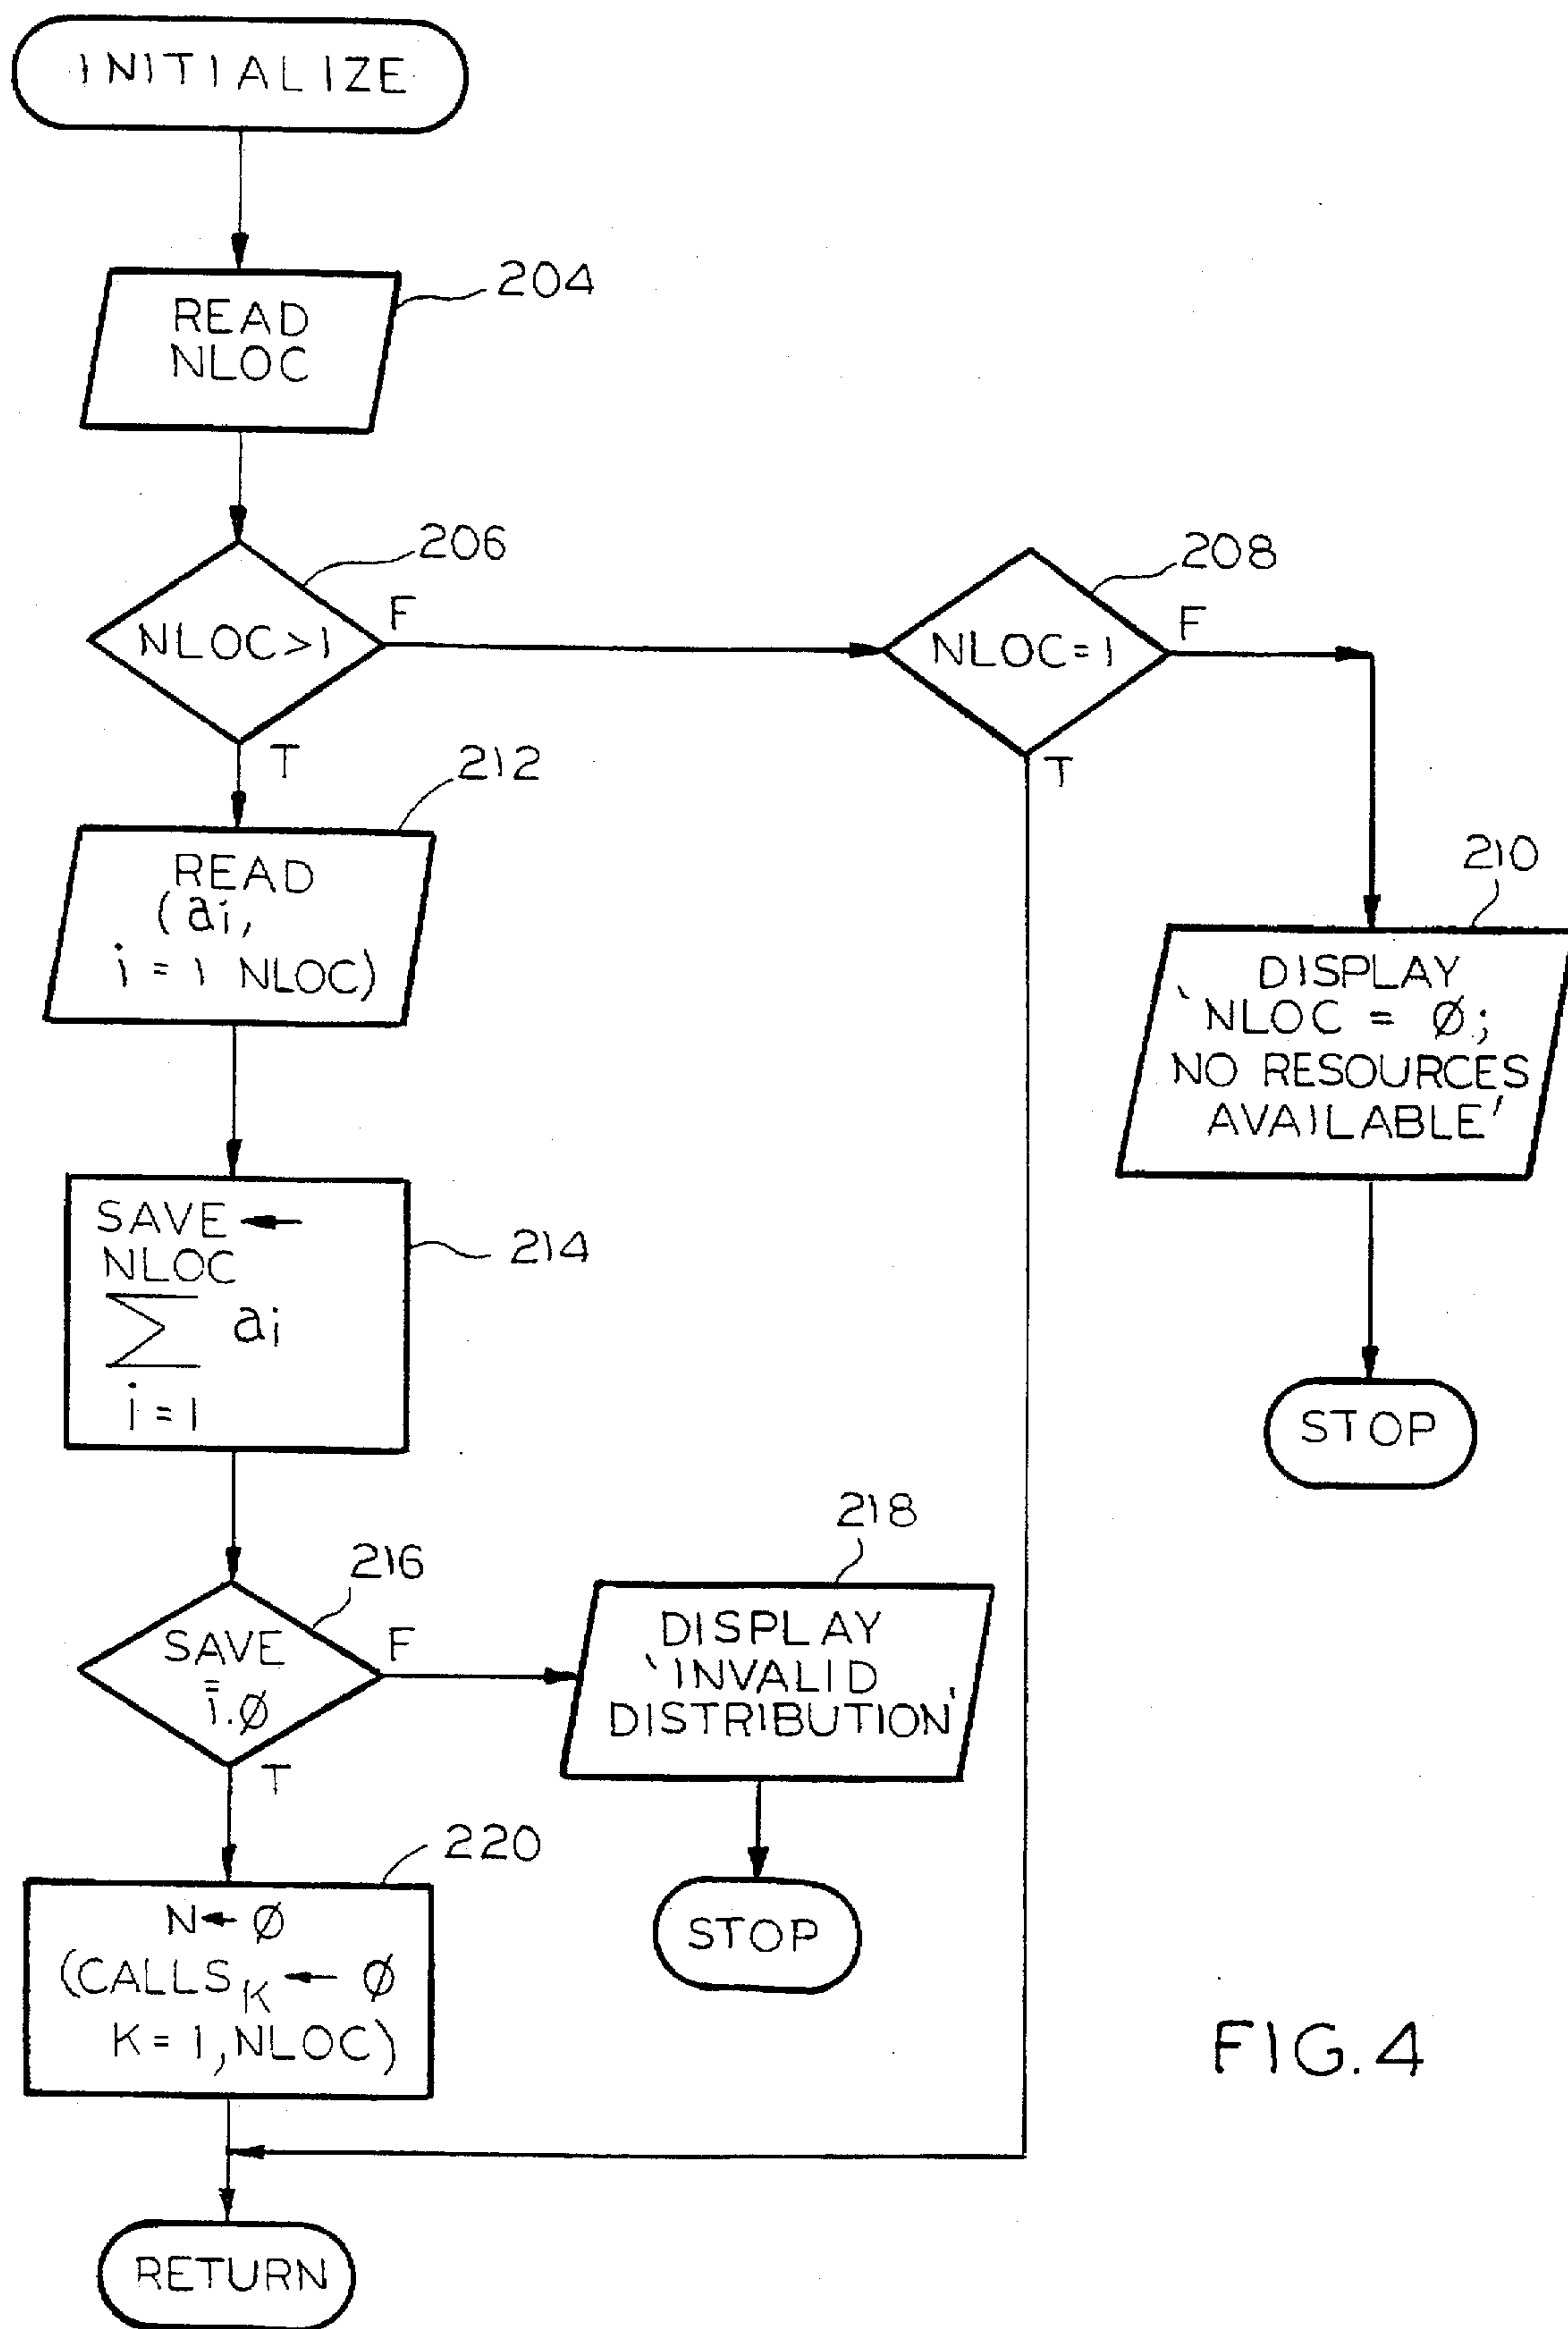 INITIALIZE
204
READ
NLOC
206
NLOC>1
F
T
208
NLOC=1
F
T
212
READ
(ai,
i = 1 NLOC)
210
DISPLAY
'NLOC = Ø;
NO RESOURCES
AVAILABLE'
STOP
214
SAVE ←
NLOC
∑ ai
i = 1
216
SAVE
=
1.Ø
F
T
218
DISPLAY
'INVALID
DISTRIBUTION'
STOP
220
N ← Ø
(CALLS_K ← Ø
K = 1, NLOC)
RETURN
FIG. 4